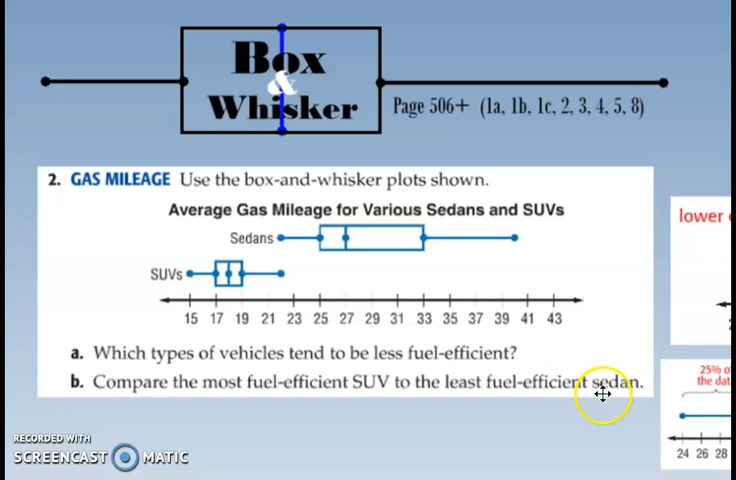 Box
&
Whisker
Page 506+ (1a, 1b, 1c, 2, 3, 4, 5, 8)
2. GAS MILEAGE Use the box-and-whisker plots shown.
Average Gas Mileage for Various Sedans and SUVs
Sedans
SUVs
15 17 19 21 23 25 27 29 31 33 35 37 39 41 43
a. Which types of vehicles tend to be less fuel-efficient?
b. Compare the most fuel-efficient SUV to the least fuel-efficient sedan.
lower
25%
the
24 26 28
RECORDED WITH
SCREENCAST MATIC